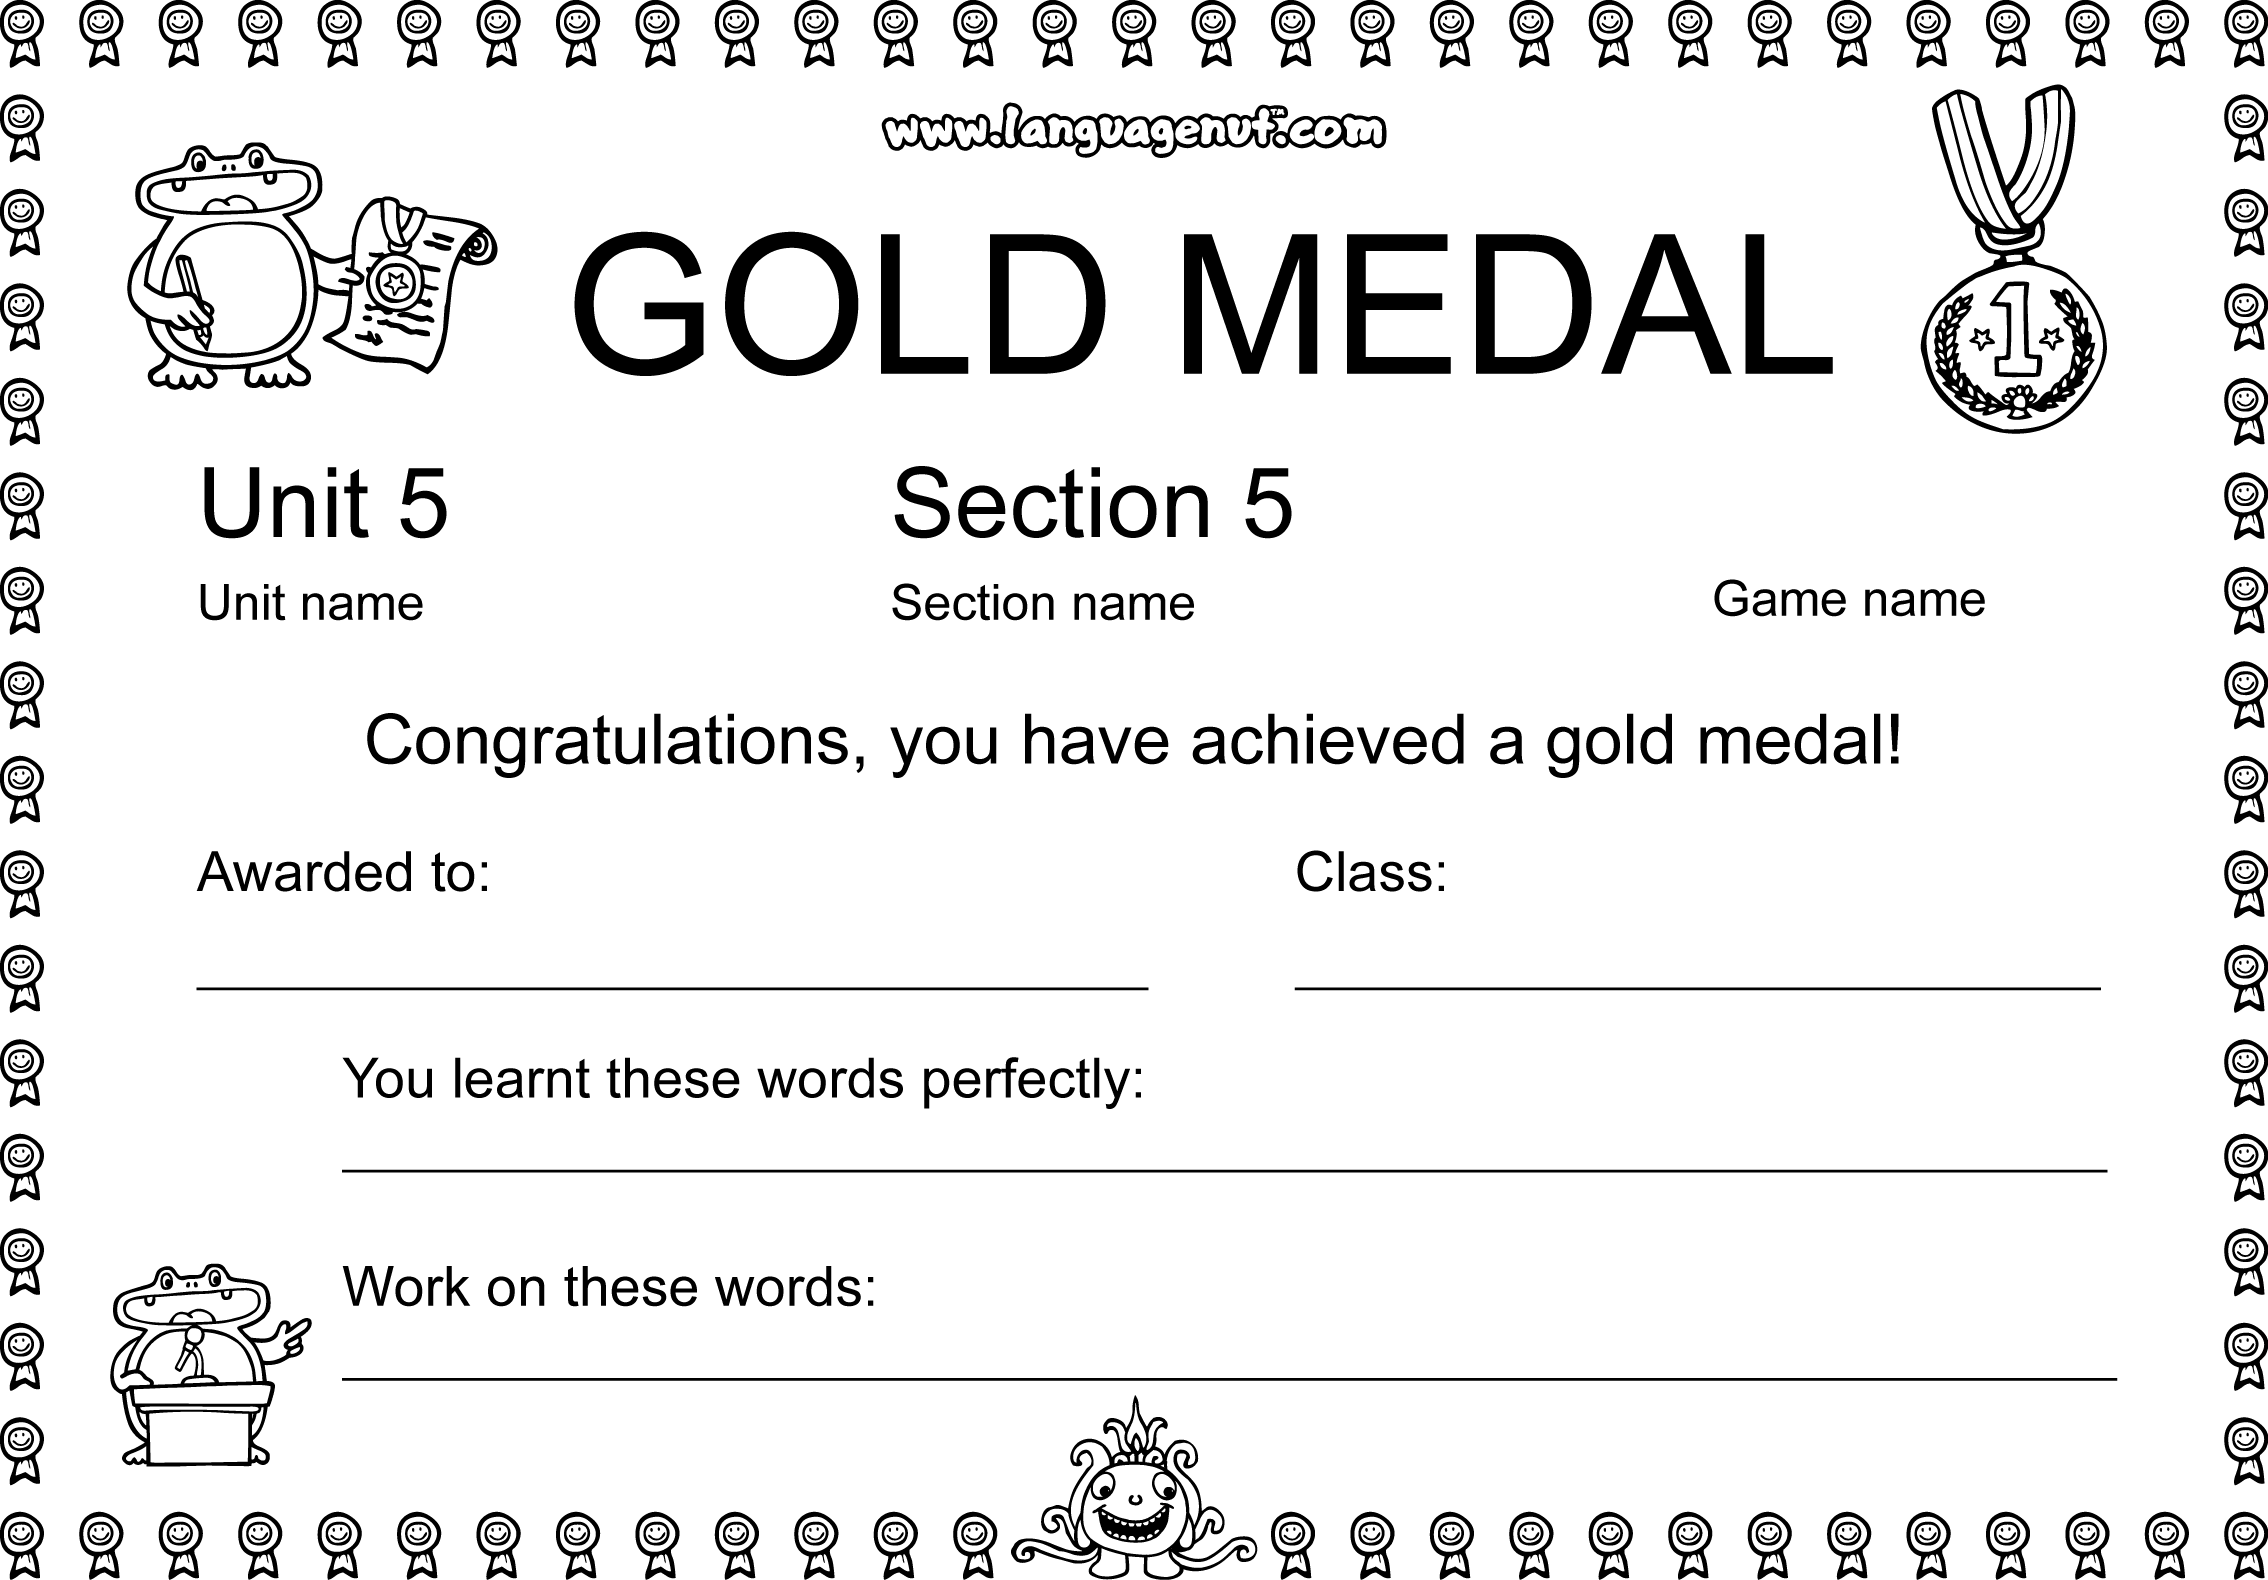 www.languagenut™.com
GOLD MEDAL
1
Unit 5 Section 5
Unit name Section name Game name
Congratulations, you have achieved a gold medal!
Awarded to: Class:
You learnt these words perfectly:
Work on these words: